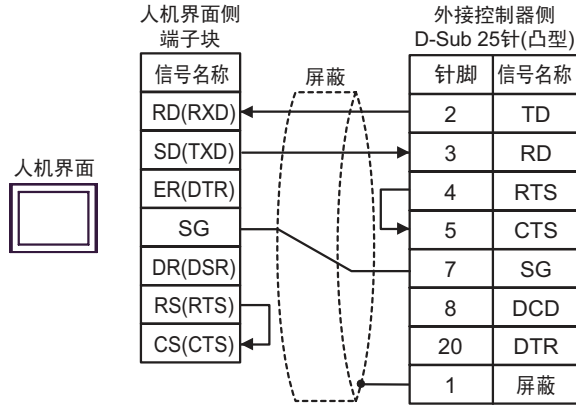 人机界面侧
端子块
信号名称
RD(RXD)
SD(TXD)
ER(DTR)
SG
DR(DSR)
RS(RTS)
CS(CTS)
人机界面
屏蔽
外接控制器侧
D-Sub 25针(凸型)
针脚 信号名称
2 TD
3 RD
4 RTS
5 CTS
7 SG
8 DCD
20 DTR
1 屏蔽